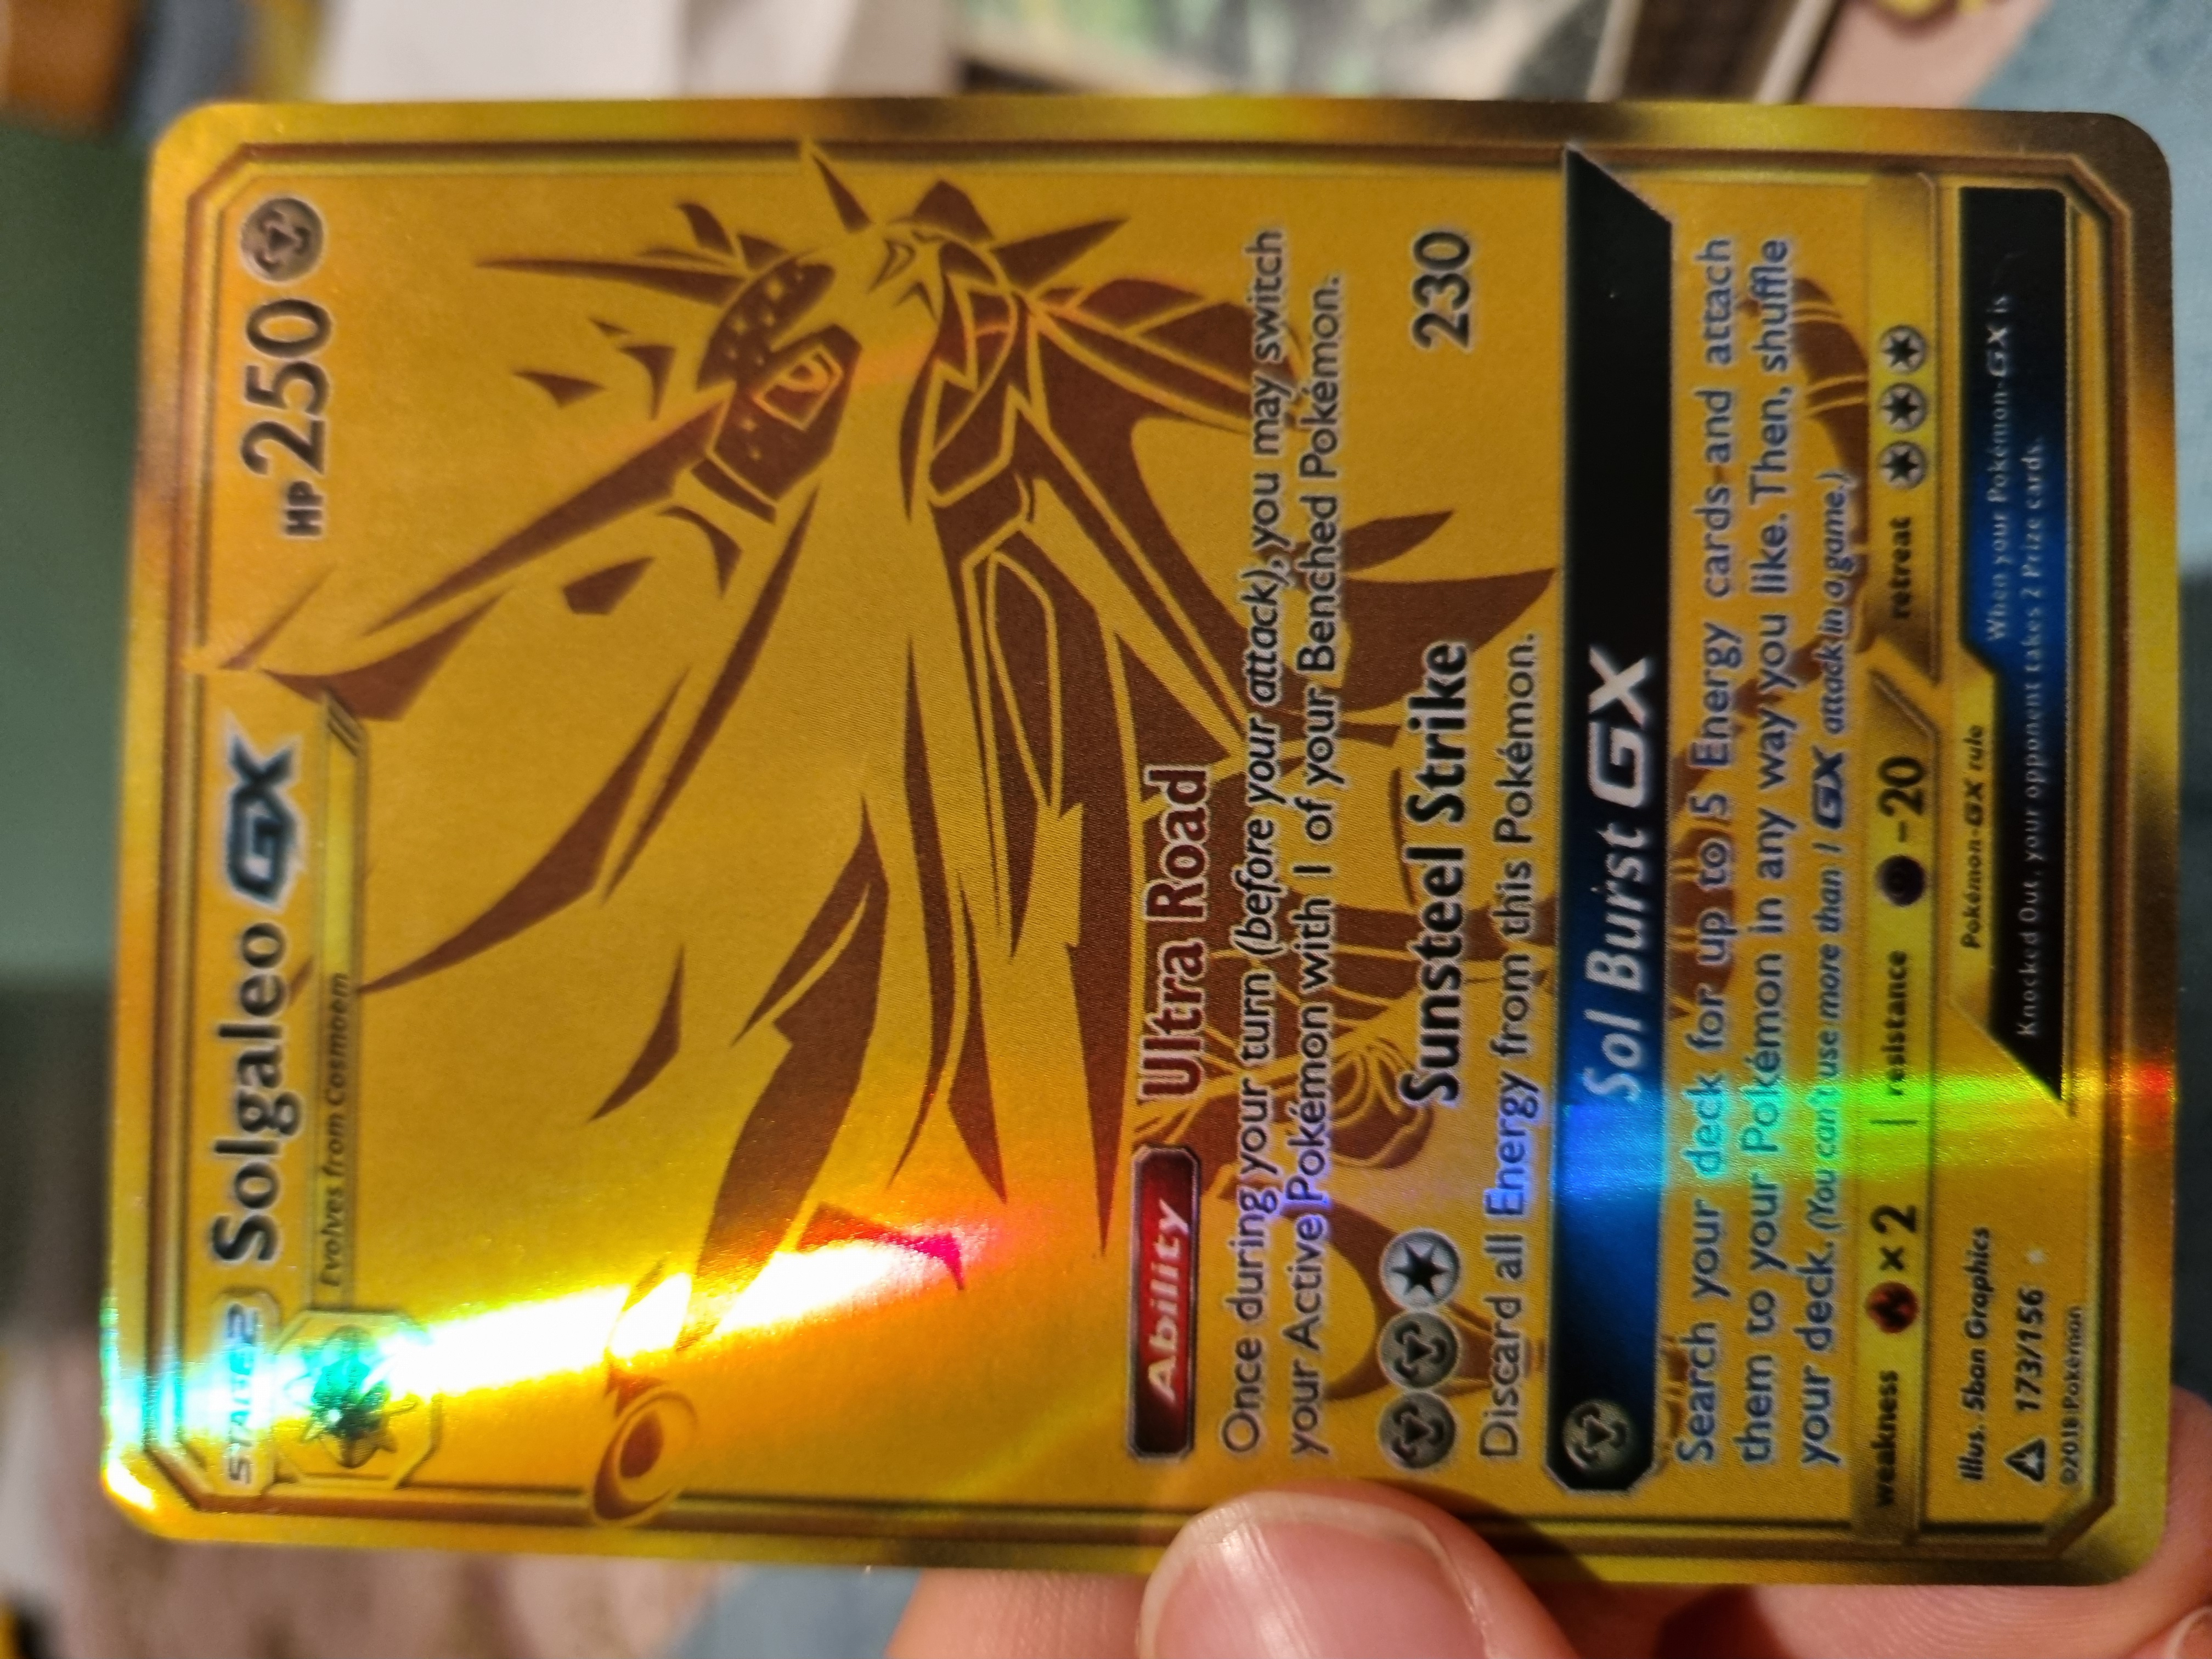 STAGE2 Solgaleo GX HP250
Evolves from Cosmoem
Ability Ultra Road
Once during your turn (before your attack), you may switch
your Active Pokémon with 1 of your Benched Pokémon.
Sunsteel Strike 230
Discard all Energy from this Pokémon.
Sol Burst GX
Search your deck for up to 5 Energy cards and attach
them to your Pokémon in any way you like. Then, shuffle
your deck. (You can't use more than 1 GX attack in a game.)
weakness ×2 resistance -20 retreat
Illus. 5ban Graphics
Pokémon-GX rule
When your Pokémon-GX is
Knocked Out, your opponent takes 2 Prize cards.
173/156
©2018 Pokémon